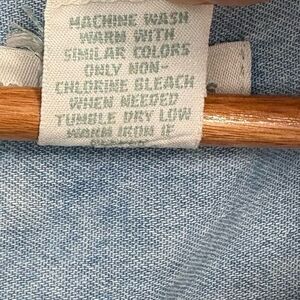 MACHINE WASH
WARM WITH
SIMILAR COLORS
ONLY NON-
CHLORINE BLEACH
WHEN NEEDED
TUMBLE DRY LOW
WARM IRON IF